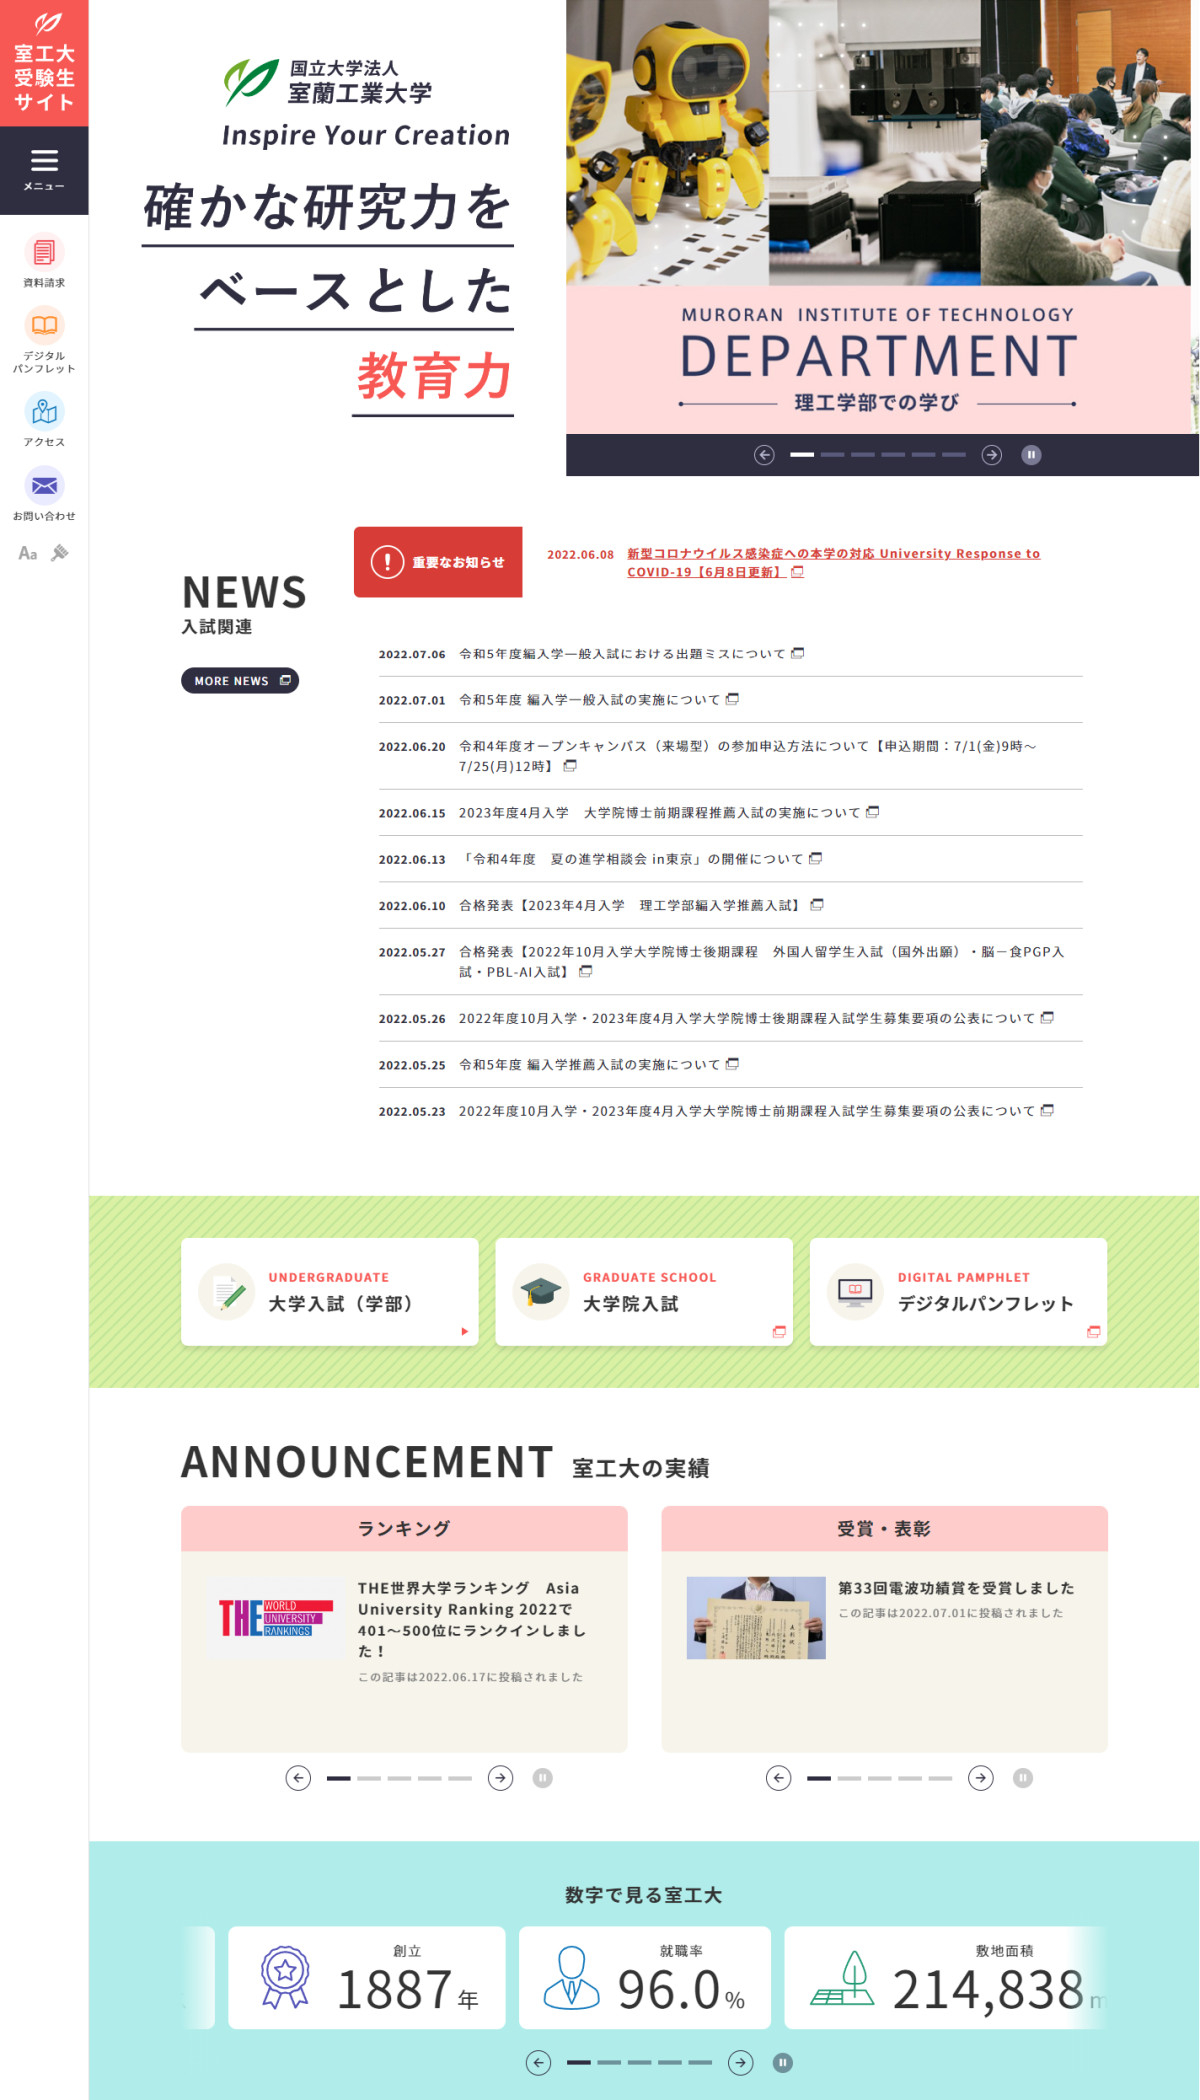 室工大
受験生
サイト
メニュー
資料請求
デジタル
パンフレット
アクセス
お問い合わせ
Aa
国立大学法人
室蘭工業大学
Inspire Your Creation
確かな研究力を
ベースとした
教育力
MURORAN INSTITUTE OF TECHNOLOGY
DEPARTMENT
理工学部での学び
NEWS
入試関連
MORE NEWS
重要なお知らせ
2022.06.08 新型コロナウイルス感染症への本学の対応 University Response to
COVID-19【6月8日更新】
2022.07.06 令和5年度編入学一般入試における出題ミスについて
2022.07.01 令和5年度 編入学一般入試の実施について
2022.06.20 令和4年度オープンキャンパス（来場型）の参加申込方法について【申込期間：7/1(金)9時～
7/25(月)12時】
2022.06.15 2023年度4月入学　大学院博士前期課程推薦入試の実施について
2022.06.13 「令和4年度　夏の進学相談会 in東京」の開催について
2022.06.10 合格発表【2023年4月入学　理工学部編入学推薦入試】
2022.05.27 合格発表【2022年10月入学大学院博士後期課程　外国人留学生入試（国外出願）・脳－食PGP入
試・PBL-AI入試】
2022.05.26 2022年度10月入学・2023年度4月入学大学院博士後期課程入試学生募集要項の公表について
2022.05.25 令和5年度 編入学推薦入試の実施について
2022.05.23 2022年度10月入学・2023年度4月入学大学院博士前期課程入試学生募集要項の公表について
UNDERGRADUATE
大学入試（学部）
GRADUATE SCHOOL
大学院入試
DIGITAL PAMPHLET
デジタルパンフレット
ANNOUNCEMENT 室工大の実績
ランキング
THE WORLD
UNIVERSITY
RANKINGS
THE世界大学ランキング　Asia
University Ranking 2022で
401～500位にランクインしまし
た！
この記事は2022.06.17に投稿されました
受賞・表彰
表彰状
第33回電波功績賞を受賞しました
この記事は2022.07.01に投稿されました
数字で見る室工大
創立
1887年
就職率
96.0%
敷地面積
214,838m